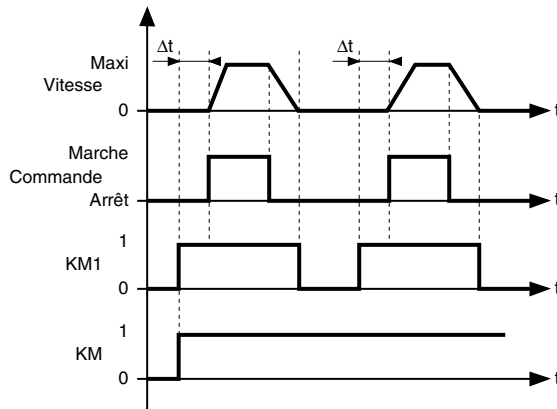 Δt Δt
Maxi
Vitesse
0 t
Marche
Commande
Arrêt t
1
KM1
0 t
1
KM
0 t